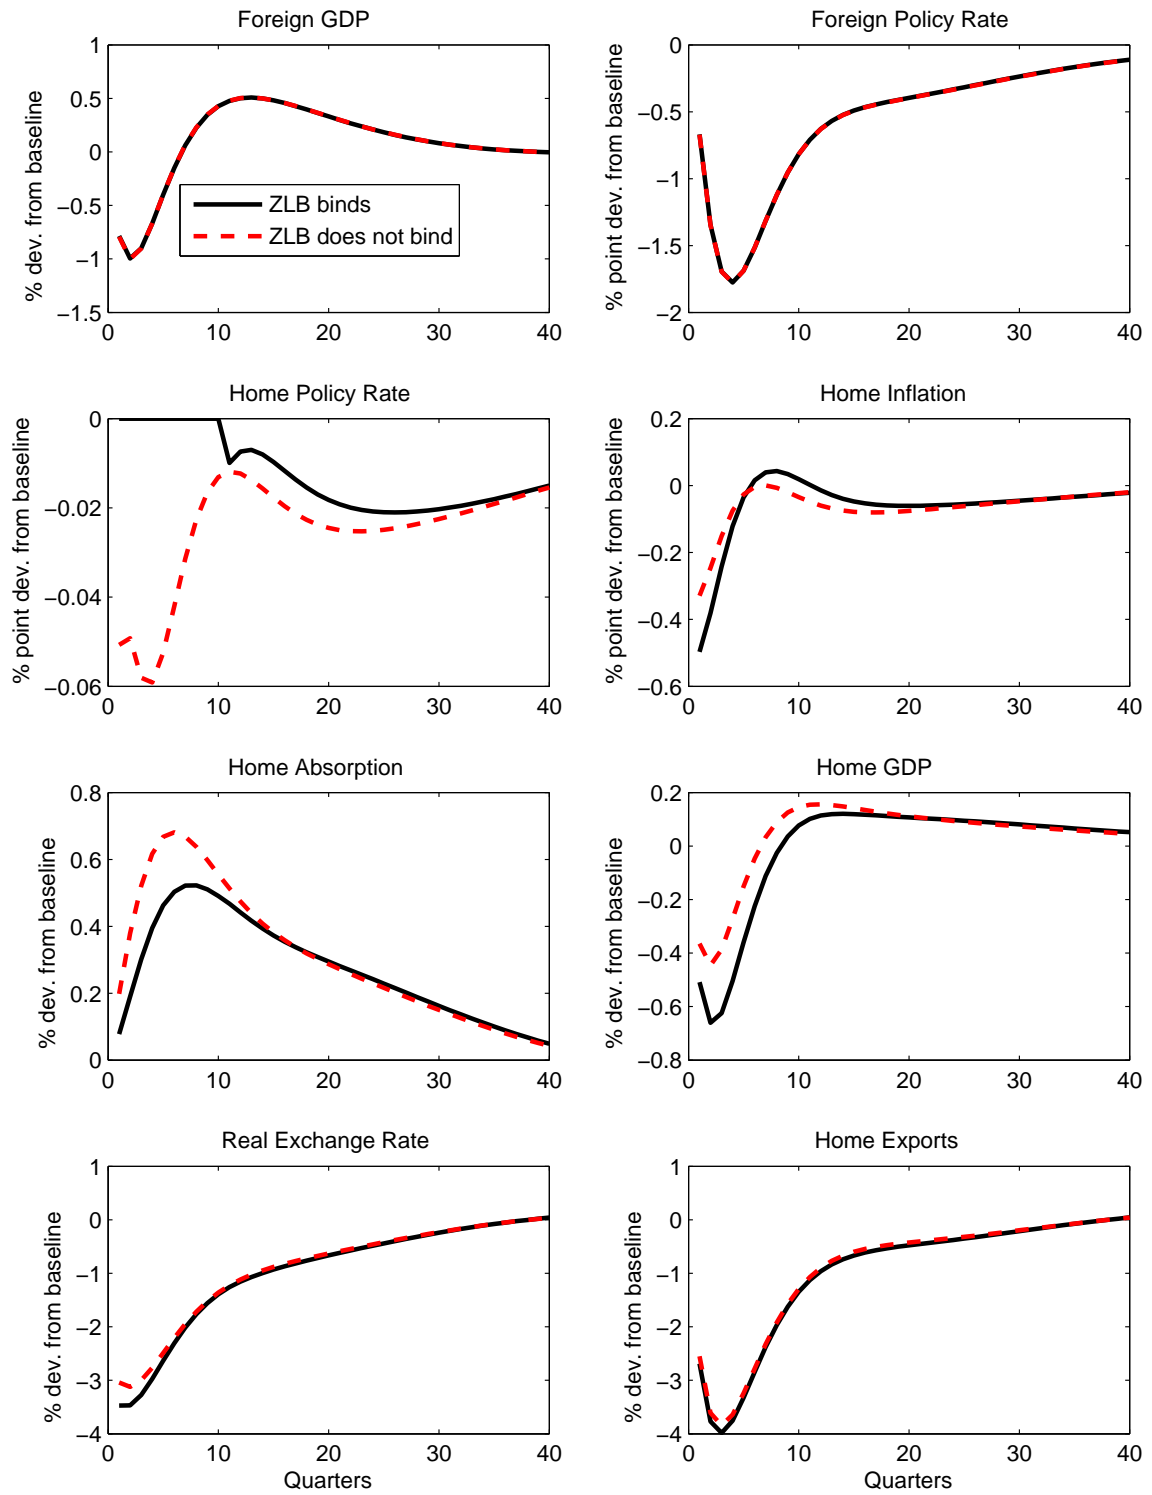 Foreign GDP
% dev. from baseline
1
0.5
0
−0.5
−1
−1.5
0 10 20 30 40
ZLB binds
ZLB does not bind
Foreign Policy Rate
% point dev. from baseline
0
−0.5
−1
−1.5
−2
0 10 20 30 40
Home Policy Rate
% point dev. from baseline
0
−0.02
−0.04
−0.06
0 10 20 30 40
Home Inflation
% point dev. from baseline
0.2
0
−0.2
−0.4
−0.6
0 10 20 30 40
Home Absorption
% dev. from baseline
0.8
0.6
0.4
0.2
0
0 10 20 30 40
Home GDP
% dev. from baseline
0.2
0
−0.2
−0.4
−0.6
−0.8
0 10 20 30 40
Real Exchange Rate
% dev. from baseline
1
0
−1
−2
−3
−4
0 10 20 30 40
Quarters
Home Exports
% dev. from baseline
1
0
−1
−2
−3
−4
0 10 20 30 40
Quarters